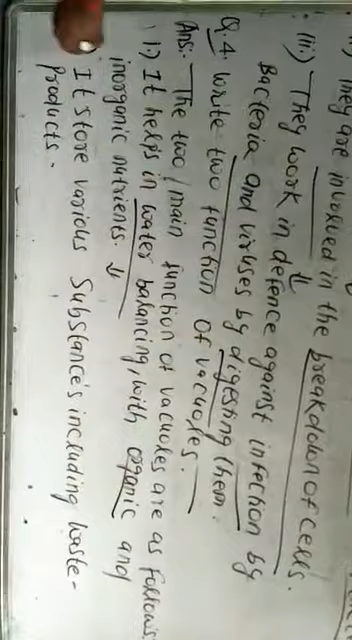 They are involved in the breakdown of cells.
(iii) They work in defence against infection by
Bacteria and viruses by digesting them.
Q.4. Write two function of vacuoles.
Ans:- The two main function of vacuoles are as follows:
(i) It helps in water balancing, with organic and
inorganic nutrients.
It store various Substance's including waste-
products.